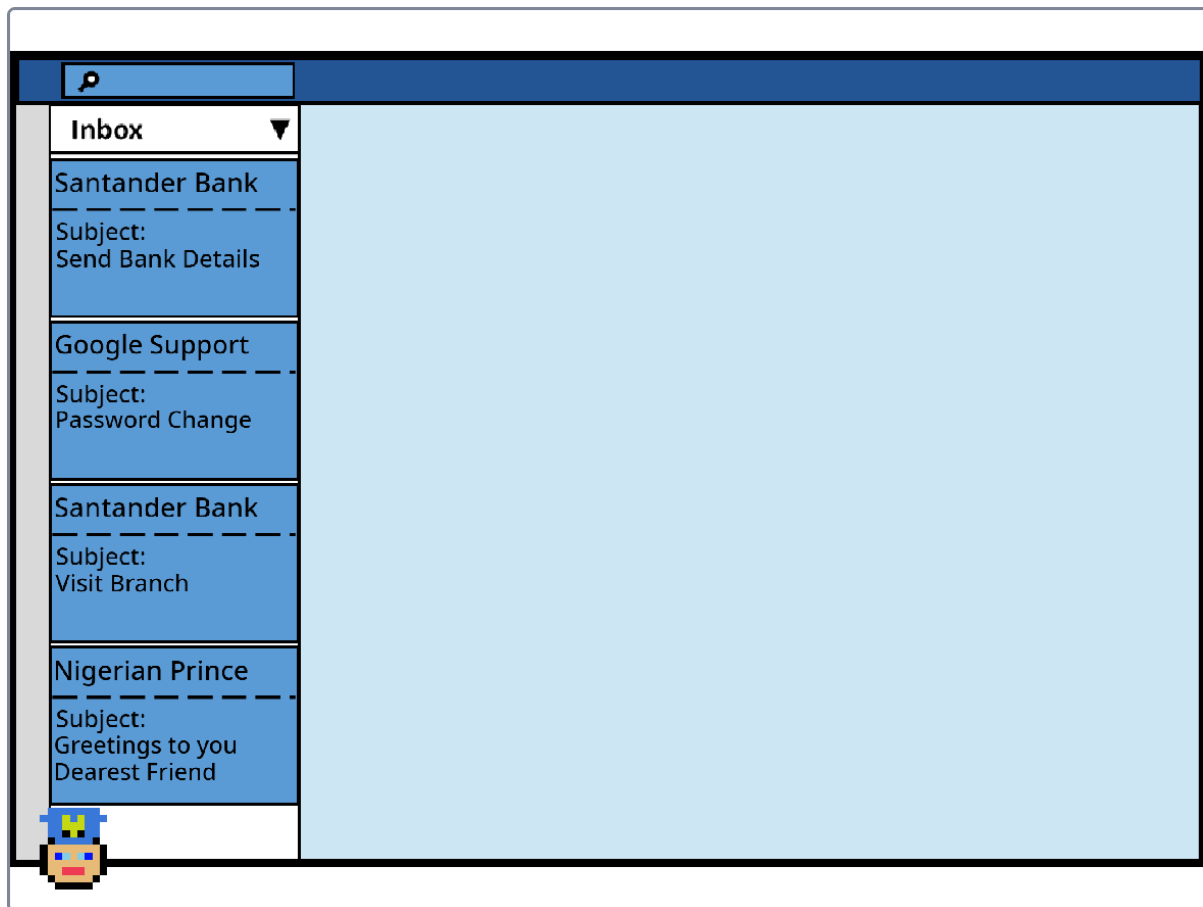 Inbox
Santander Bank
Subject:
Send Bank Details
Google Support
Subject:
Password Change
Santander Bank
Subject:
Visit Branch
Nigerian Prince
Subject:
Greetings to you
Dearest Friend